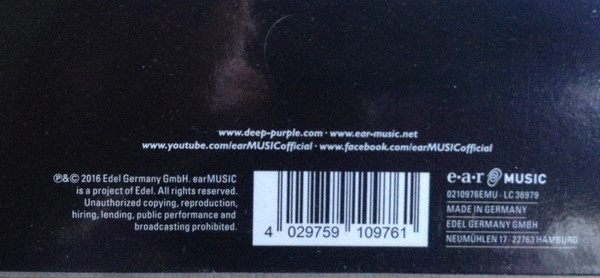 www.deep-purple.com · www.ear-music.net
www.youtube.com/earMUSICofficial · www.facebook.com/earMUSICofficial
℗&© 2016 Edel Germany GmbH. earMUSIC
is a project of Edel. All rights reserved.
Unauthorized copying, reproduction,
hiring, lending, public performance and
broadcasting prohibited.
4 029759 109761
e·a·r MUSIC
0210976EMU - LC 36979
MADE IN GERMANY
EDEL GERMANY GMBH
NEUMÜHLEN 17 · 22763 HAMBURG